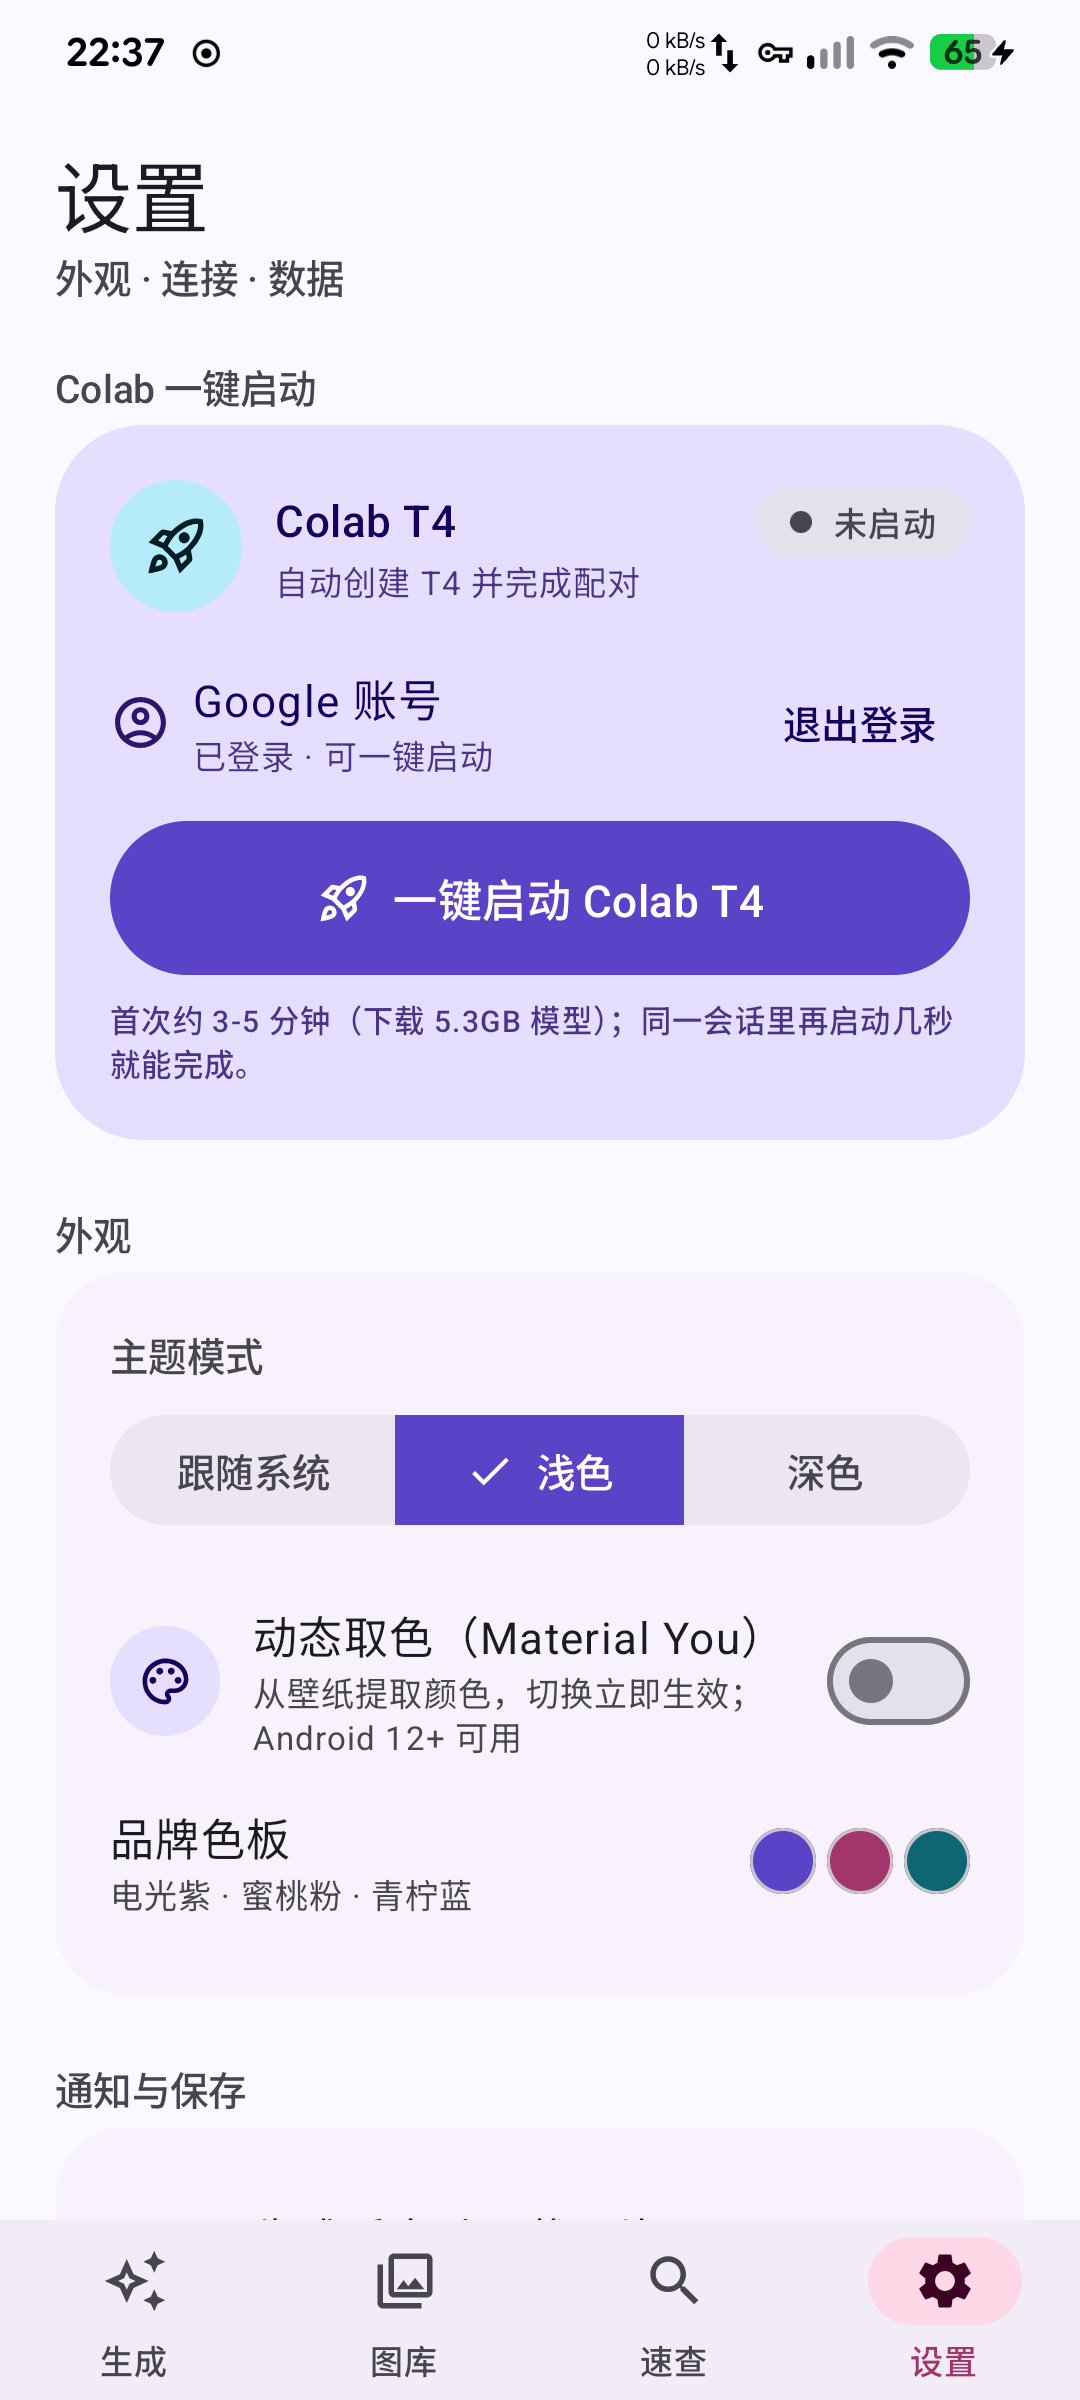 22:37
0 kB/s
0 kB/s
65
设置
外观 · 连接 · 数据
Colab 一键启动
Colab T4
未启动
自动创建 T4 并完成配对
Google 账号
已登录 · 可一键启动
退出登录
一键启动 Colab T4
首次约 3-5 分钟（下载 5.3GB 模型）；同一会话里再启动几秒
就能完成。
外观
主题模式
跟随系统
浅色
深色
动态取色（Material You）
从壁纸提取颜色，切换立即生效；
Android 12+ 可用
品牌色板
电光紫 · 蜜桃粉 · 青柠蓝
通知与保存
生成
图库
速查
设置